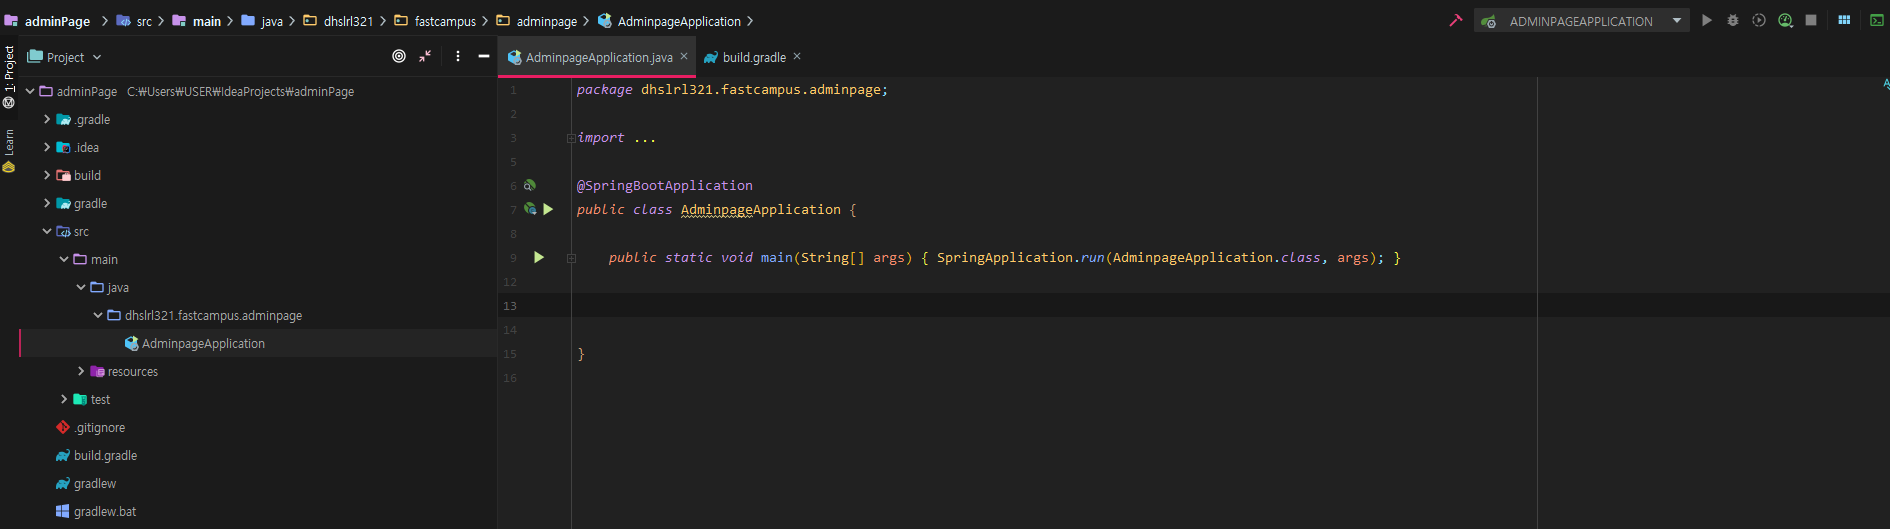 adminPage > src > main > java > dhslrl321 > fastcampus > adminpage > AdminpageApplication >
ADMINPAGEAPPLICATION
1: Project
Learn
Project
AdminpageApplication.java ×
build.gradle ×
adminPage C:₩Users₩USER₩IdeaProjects₩adminPage
.gradle
.idea
build
gradle
src
main
java
dhslrl321.fastcampus.adminpage
AdminpageApplication
resources
test
.gitignore
build.gradle
gradlew
gradlew.bat
1 package dhslrl321.fastcampus.adminpage;
2
3 import ...
5
6 @SpringBootApplication
7 public class AdminpageApplication {
8
9 public static void main(String[] args) { SpringApplication.run(AdminpageApplication.class, args); }
12
13
14
15 }
16